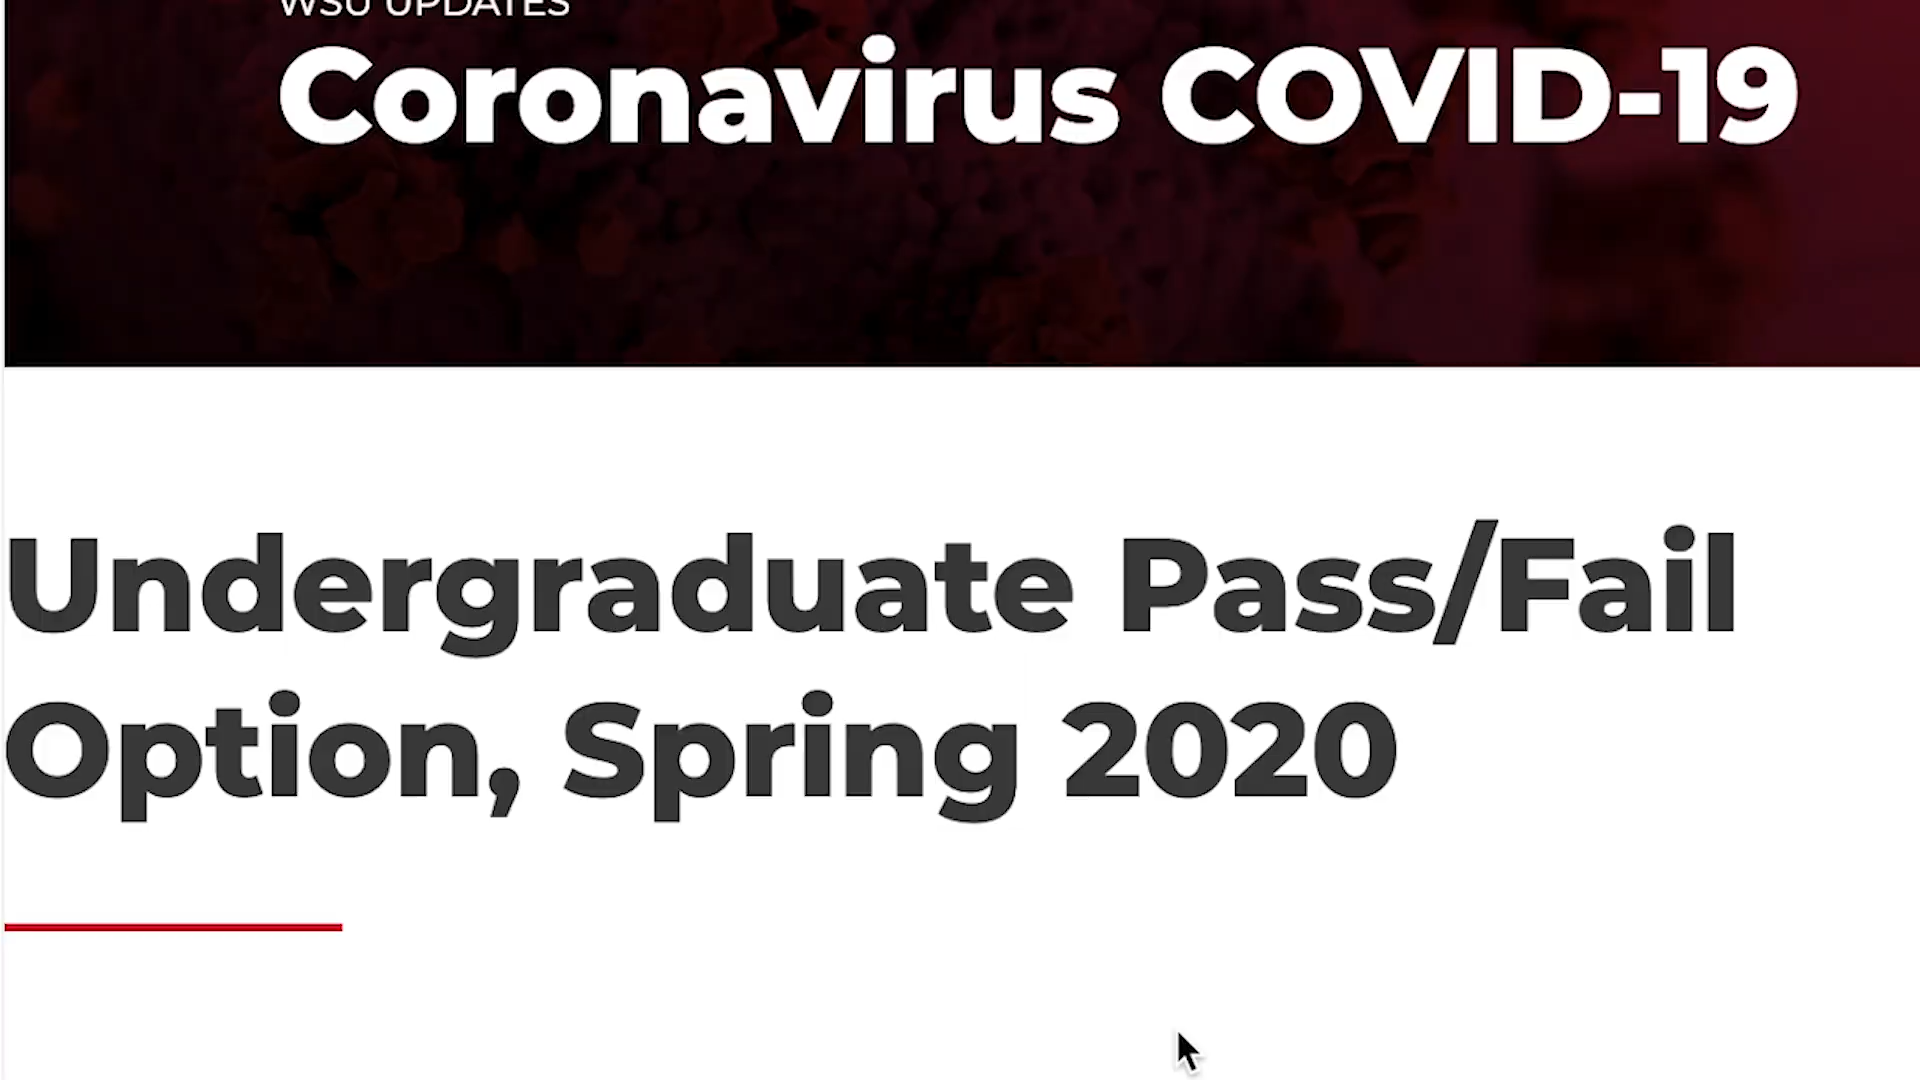 WSU UPDATES
Coronavirus COVID-19
Undergraduate Pass/Fail
Option, Spring 2020